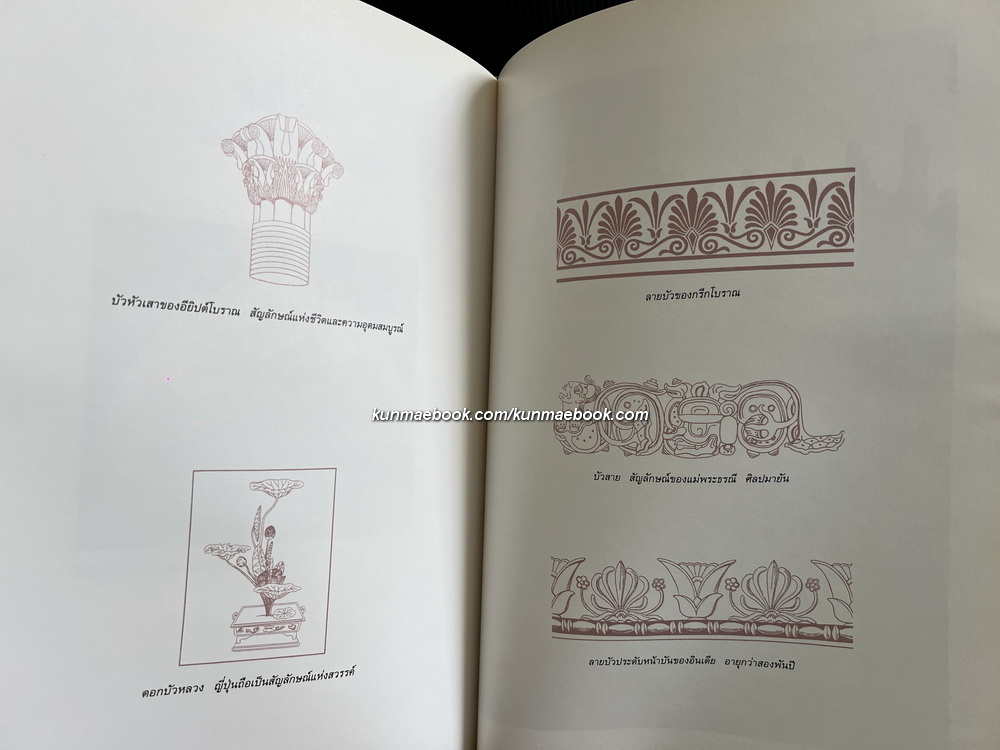 บัวหัวเสาของอียิปต์โบราณ สัญลักษณ์แห่งชีวิตและความอุดมสมบูรณ์
ดอกบัวหลวง ญี่ปุ่นถือเป็นสัญลักษณ์แห่งสวรรค์
ลายบัวของกรีกโบราณ
kunmaebook.com/kunmaebook.com
บัวสาย สัญลักษณ์ของแม่พระธรณี ศิลปมายัน
ลายบัวประดับหน้าบันของอินเดีย อายุกว่าสองพันปี